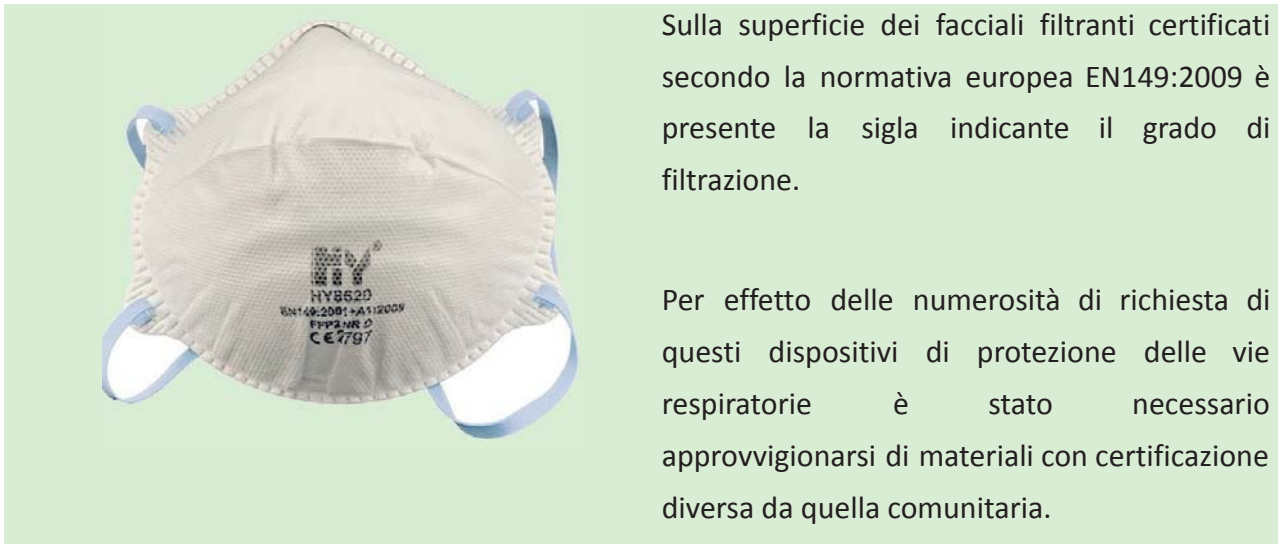 HY®
HY8620
EN149:2001+A1:2009
FFP2 NR D
CE 2797
Sulla superficie dei facciali filtranti certificati
secondo la normativa europea EN149:2009 è
presente la sigla indicante il grado di
filtrazione.
Per effetto delle numerosità di richiesta di
questi dispositivi di protezione delle vie
respiratorie è stato necessario
approvvigionarsi di materiali con certificazione
diversa da quella comunitaria.